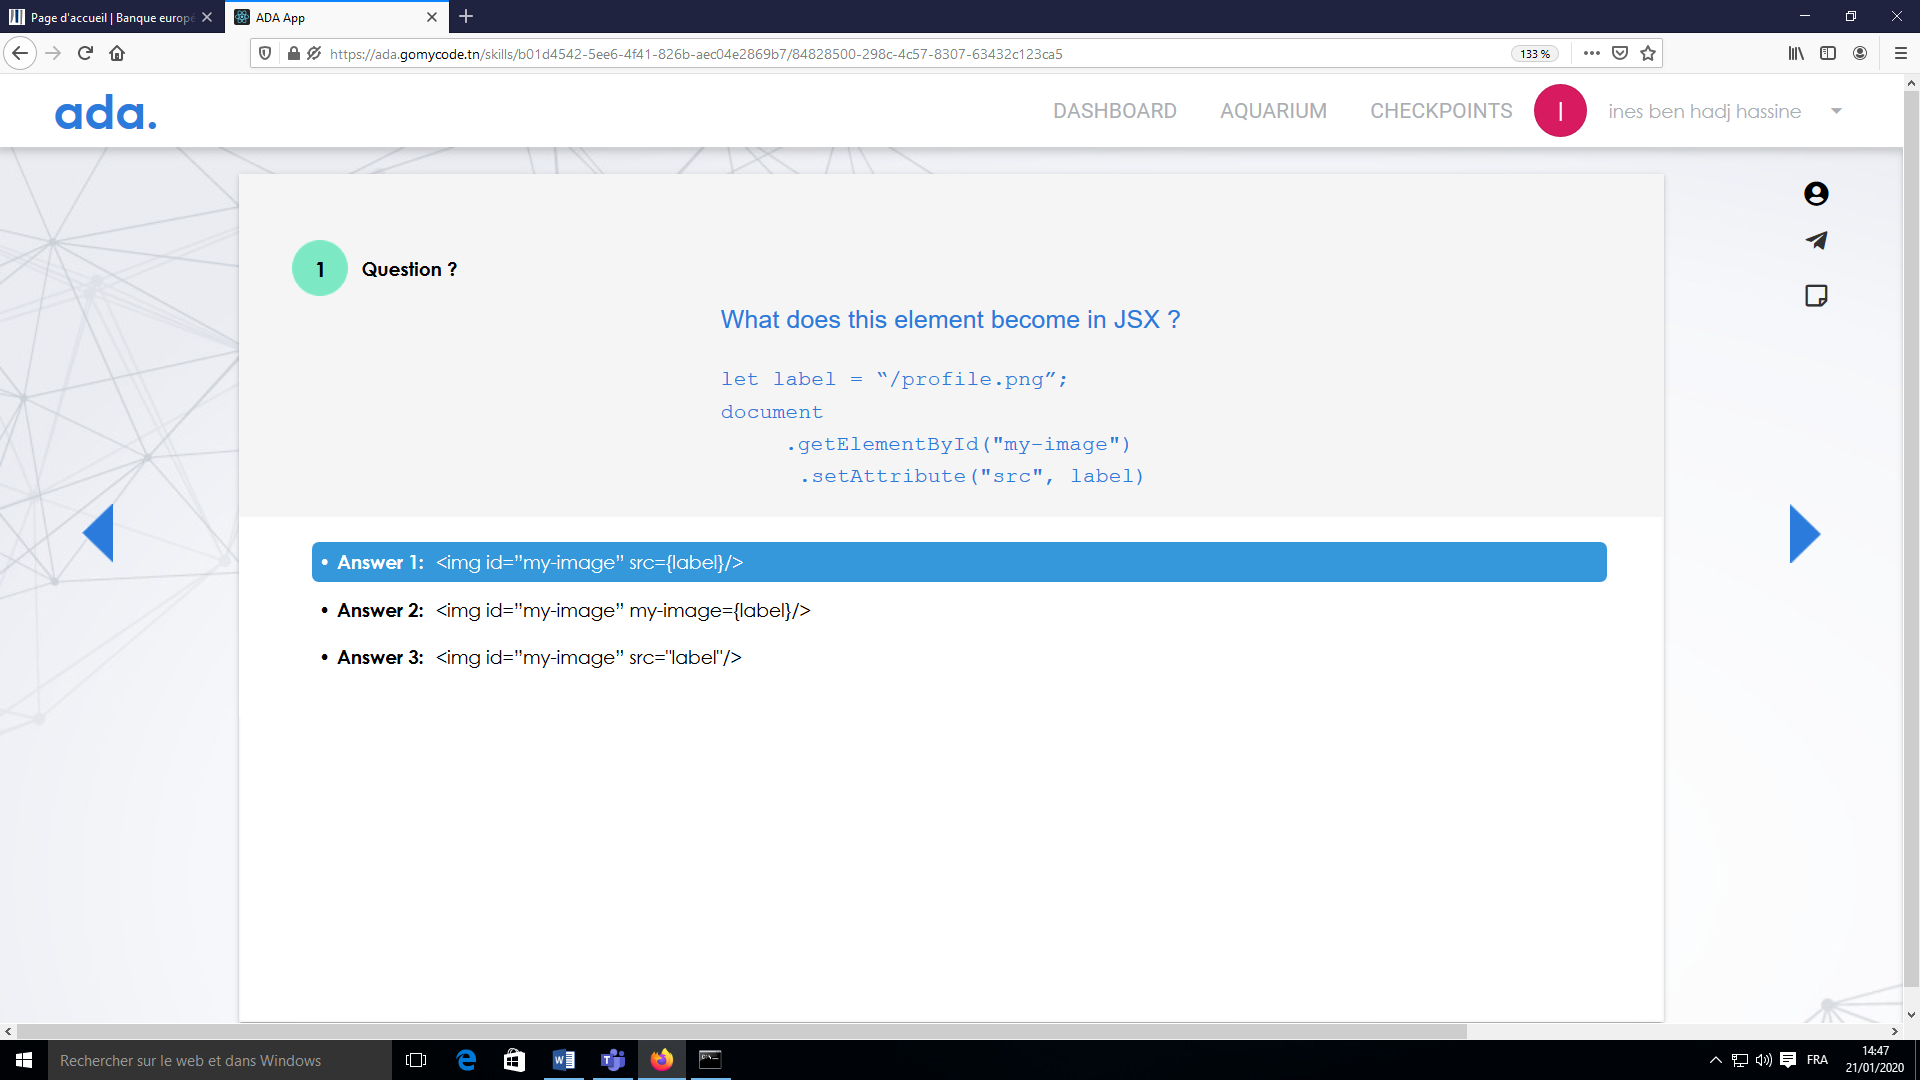 Page d'accueil | Banque europé
ADA App
https://ada.gomycode.tn/skills/b01d4542-5ee6-4f41-826b-aec04e2869b7/84828500-298c-4c57-8307-63432c123ca5
133 %
ada.
DASHBOARD
AQUARIUM
CHECKPOINTS
I
ines ben hadj hassine
1
Question ?
What does this element become in JSX ?
let label = “/profile.png”;
document
.getElementById("my-image")
.setAttribute("src", label)
• Answer 1: <img id=”my-image” src={label}/>
• Answer 2: <img id=”my-image” my-image={label}/>
• Answer 3: <img id=”my-image” src="label"/>
Rechercher sur le web et dans Windows
FRA
14:47
21/01/2020